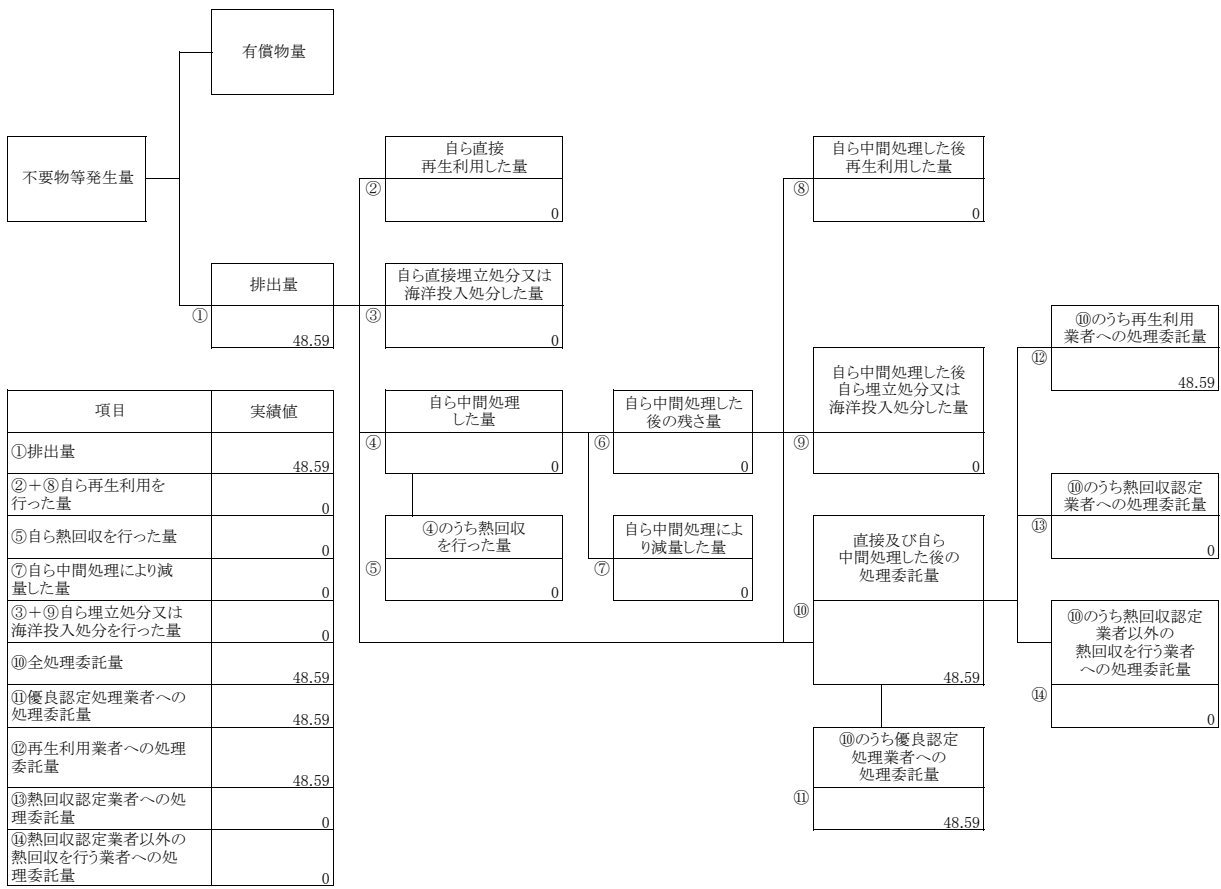 有償物量
不要物等発生量
自ら直接
再生利用した量
②
0
自ら中間処理した後
再生利用した量
⑧
0
排出量
①
48.59
自ら直接埋立処分又は
海洋投入処分した量
③
0
⑩のうち再生利用
業者への処理委託量
⑫
48.59
自ら中間処理
した量
④
0
自ら中間処理した
後の残さ量
⑥
0
自ら中間処理した後
自ら埋立処分又は
海洋投入処分した量
⑨
0
⑩のうち熱回収認定
業者への処理委託量
⑬
0
④のうち熱回収
を行った量
⑤
0
自ら中間処理によ
り減量した量
⑦
0
直接及び自ら
中間処理した後の
処理委託量
⑩
48.59
⑩のうち熱回収認定
業者以外の
熱回収を行う業者
への処理委託量
⑭
0
⑩のうち優良認定
処理業者への
処理委託量
⑪
48.59
項目
実績値
①排出量
48.59
②+⑧自ら再生利用を
行った量
0
⑤自ら熱回収を行った量
0
⑦自ら中間処理により減
量した量
0
③+⑨自ら埋立処分又は
海洋投入処分を行った量
0
⑩全処理委託量
48.59
⑪優良認定処理業者への
処理委託量
48.59
⑫再生利用業者への処理
委託量
48.59
⑬熱回収認定業者への処
理委託量
0
⑭熱回収認定業者以外の
熱回収を行う業者への処
理委託量
0